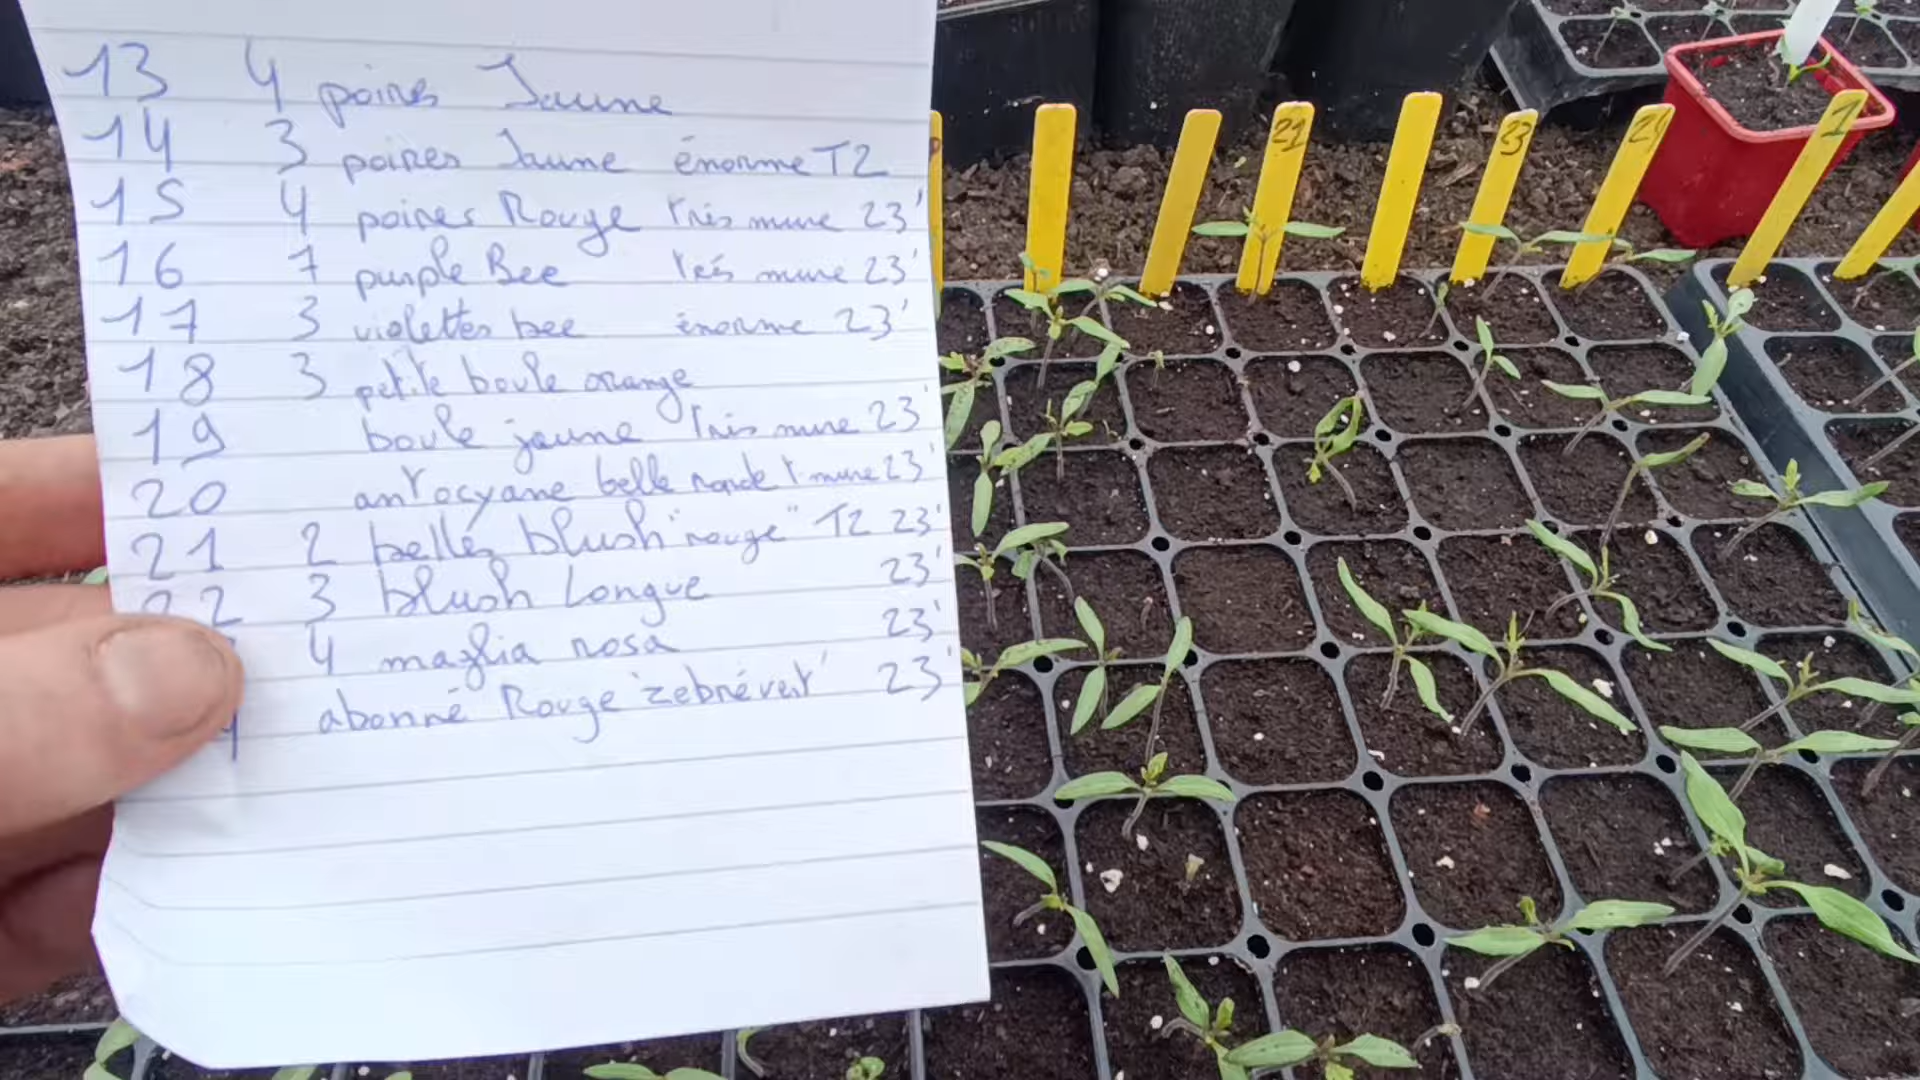 13 4 poires Jaune
14 3 poires Jaune énorme T2
15 4 poires Rouge très mure 23'
16 7 purple Bee très mure 23'
17 3 violettes bee énorme 23'
18 3 petite boule orange
19 boule jaune très mure 23'
20 antocyane belle ronde t. mure 23'
21 2 belles blush "rouge" T2 23'
22 3 blush Longue 23'
4 maglia rosa 23'
4 abonné Rouge 'zebrévert' 23'
21
23
24
1